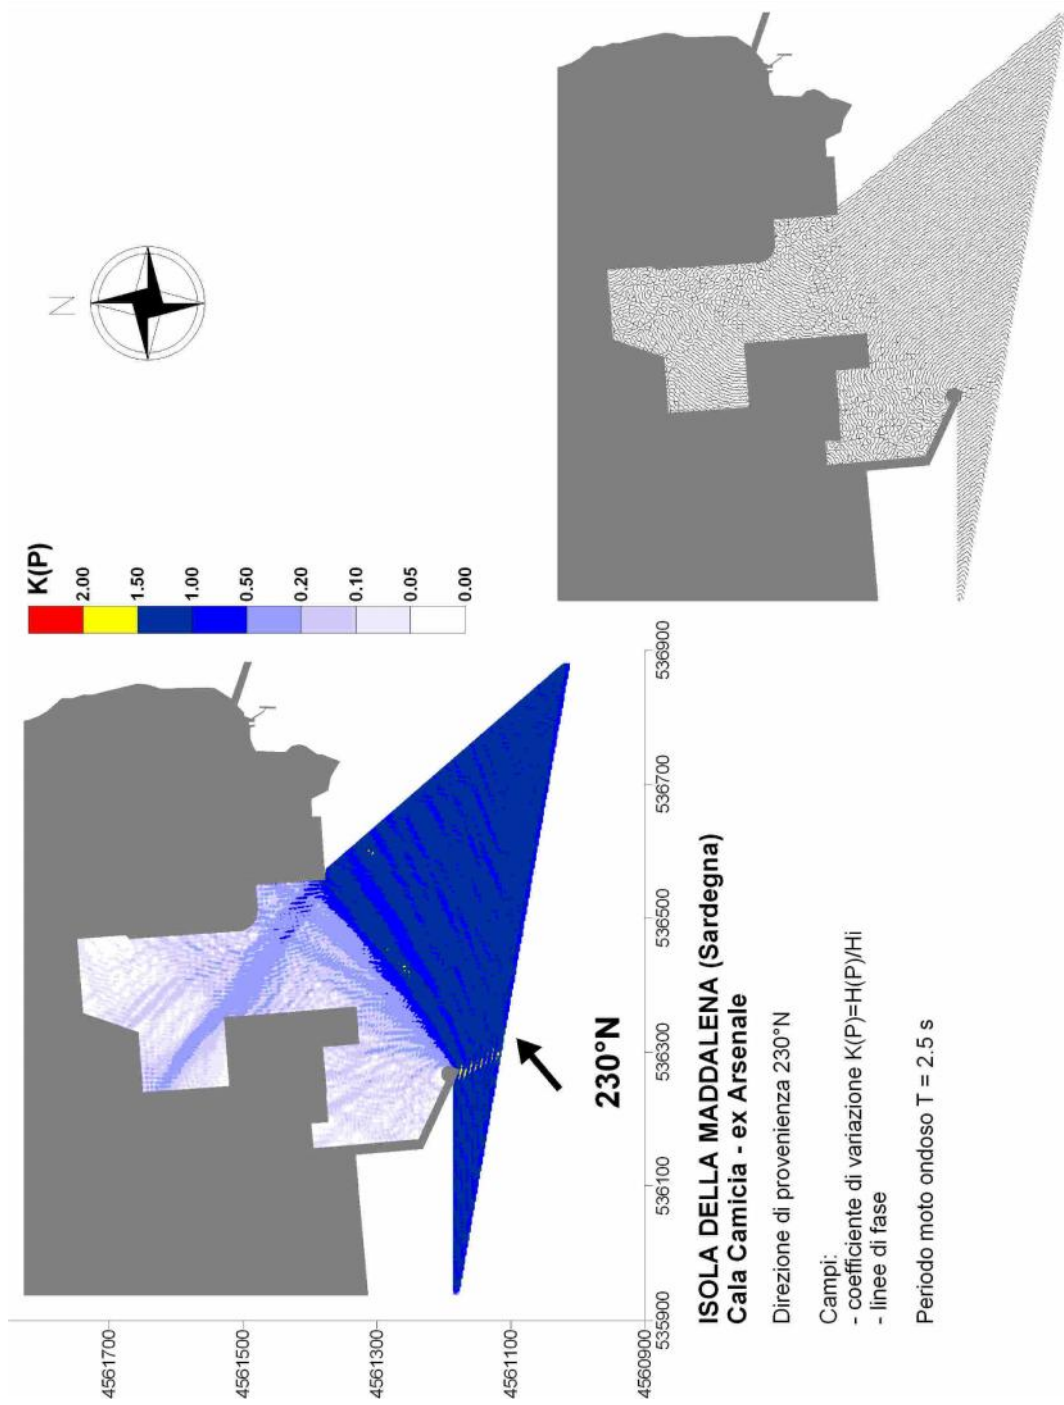 N
K(P)
2.00
1.50
1.00
0.50
0.20
0.10
0.05
0.00
4561700
4561500
4561300
4561100
4560900
535900
536100
536300
536500
536700
536900
230°N
ISOLA DELLA MADDALENA (Sardegna)
Cala Camicia - ex Arsenale
Direzione di provenienza 230°N
Campi:
- coefficiente di variazione K(P)=H(P)/Hi
- linee di fase
Periodo moto ondoso T = 2.5 s